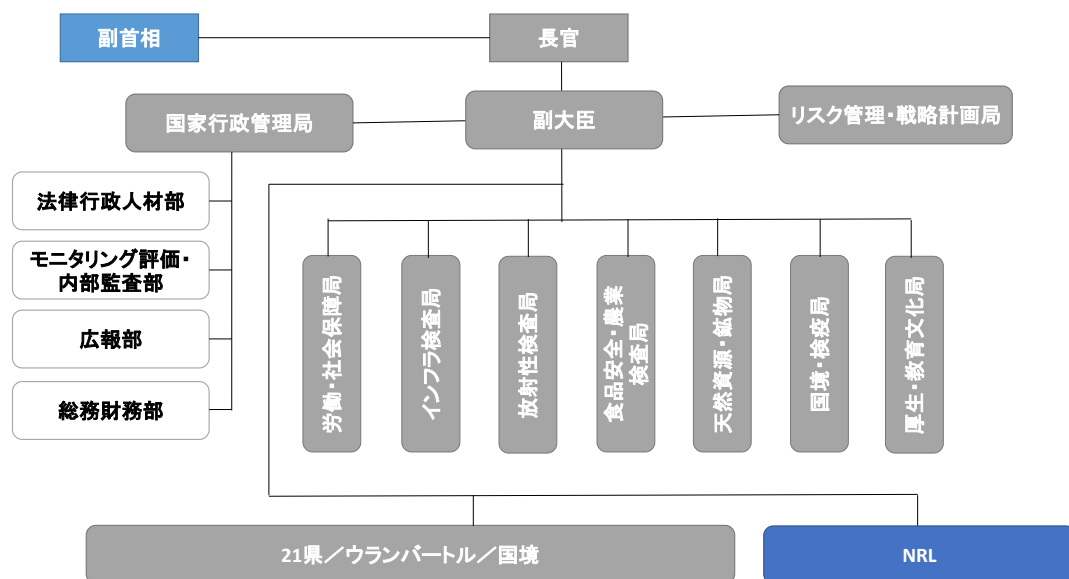 副首相
長官
国家行政管理局
副大臣
リスク管理・戦略計画局
法律行政人材部
モニタリング評価・
内部監査部
広報部
総務財務部
労働・社会保障局
インフラ検査局
放射性検査局
食品安全・農業
検査局
天然資源・鉱物局
国境・検疫局
厚生・教育文化局
21県／ウランバートル／国境
NRL